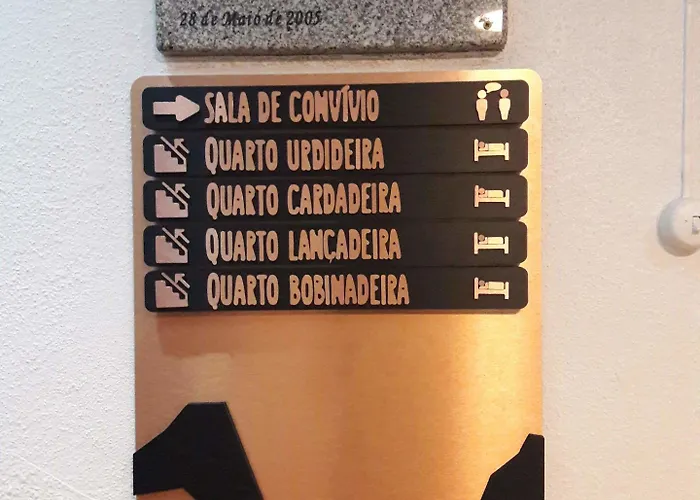 28 de Maio de 2005
SALA DE CONVÍVIO
QUARTO URDIDEIRA
QUARTO CARDADEIRA
QUARTO LANÇADEIRA
QUARTO BOBINADEIRA